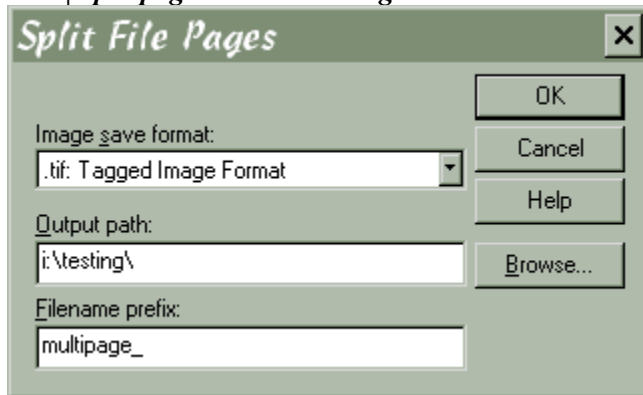 Split File Pages
OK
Image save format:
.tif: Tagged Image Format
Cancel
Help
Output path:
i:\testing\
Browse...
Filename prefix:
multipage_